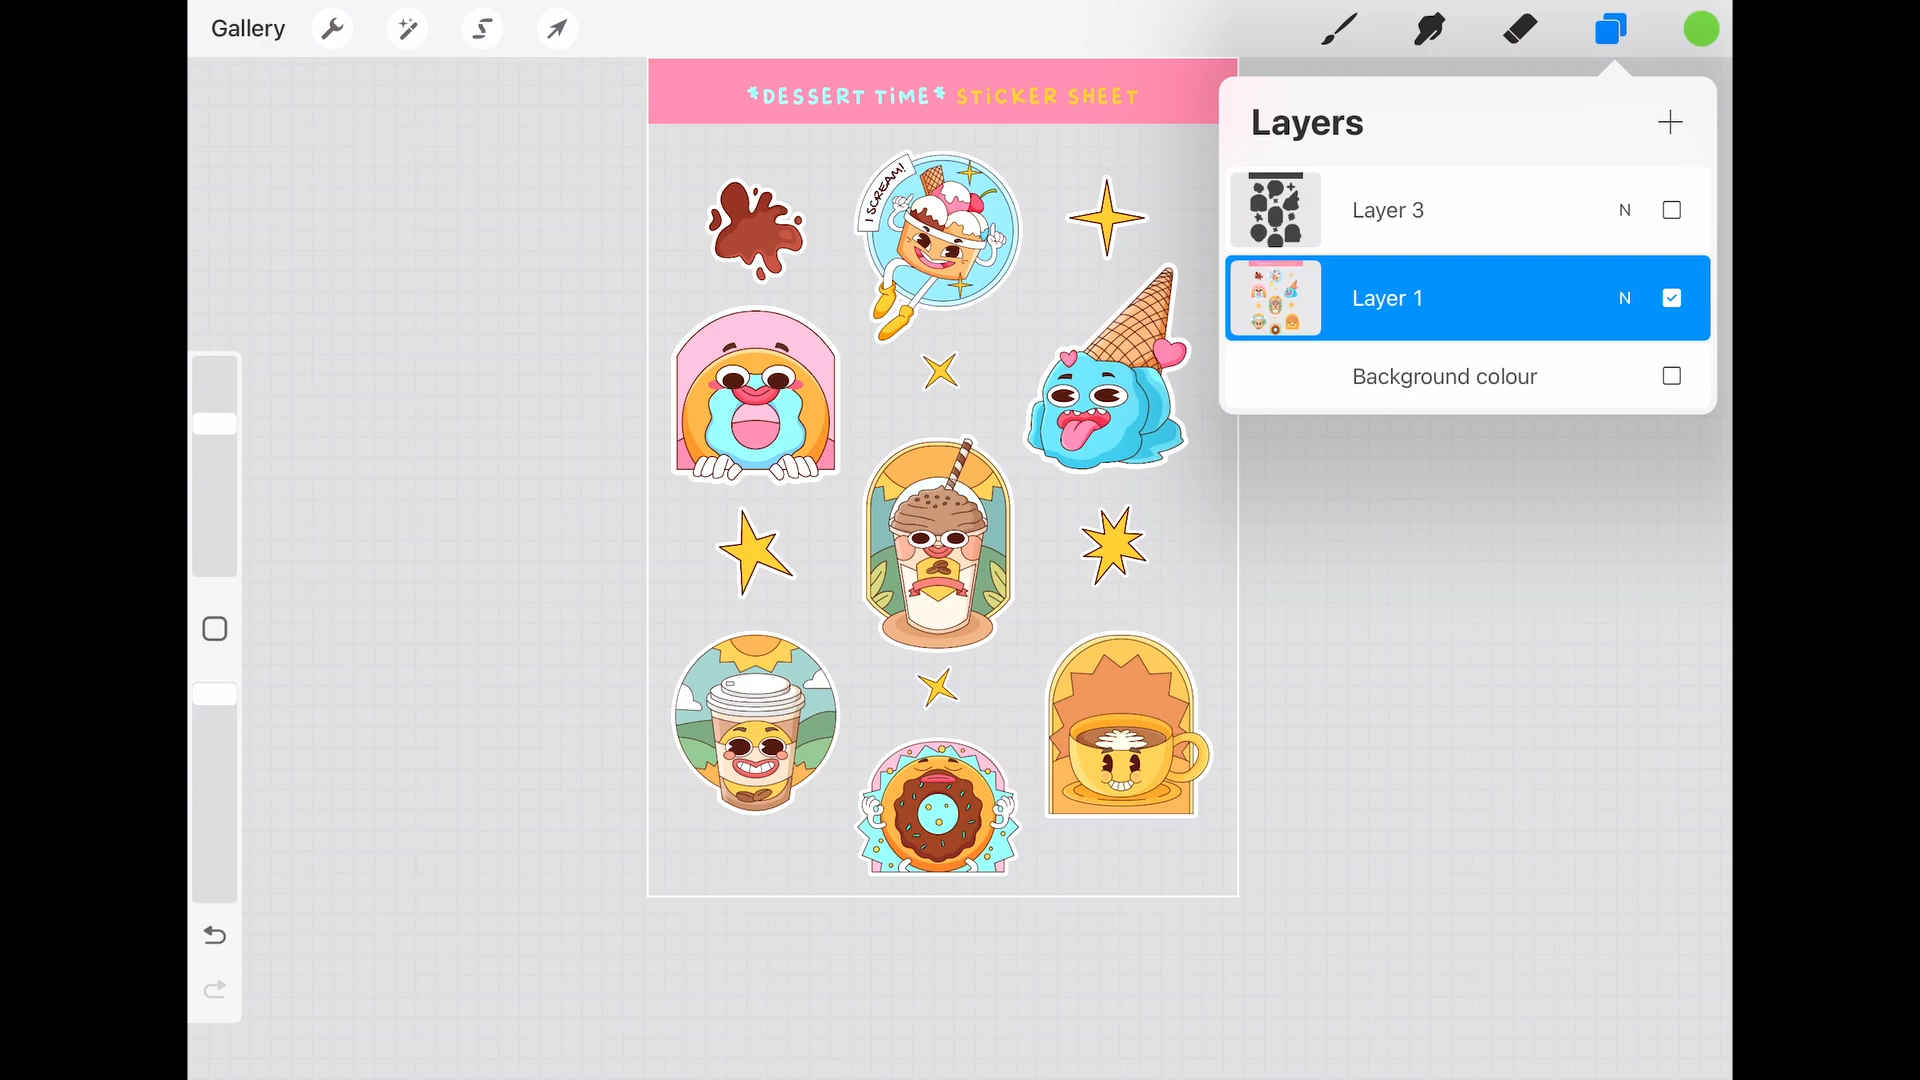 Gallery
*DESSERT TiME* STiCKER SHEET
Layers
I SCREAM!
Layer 3 N
Layer 1 N
Background colour